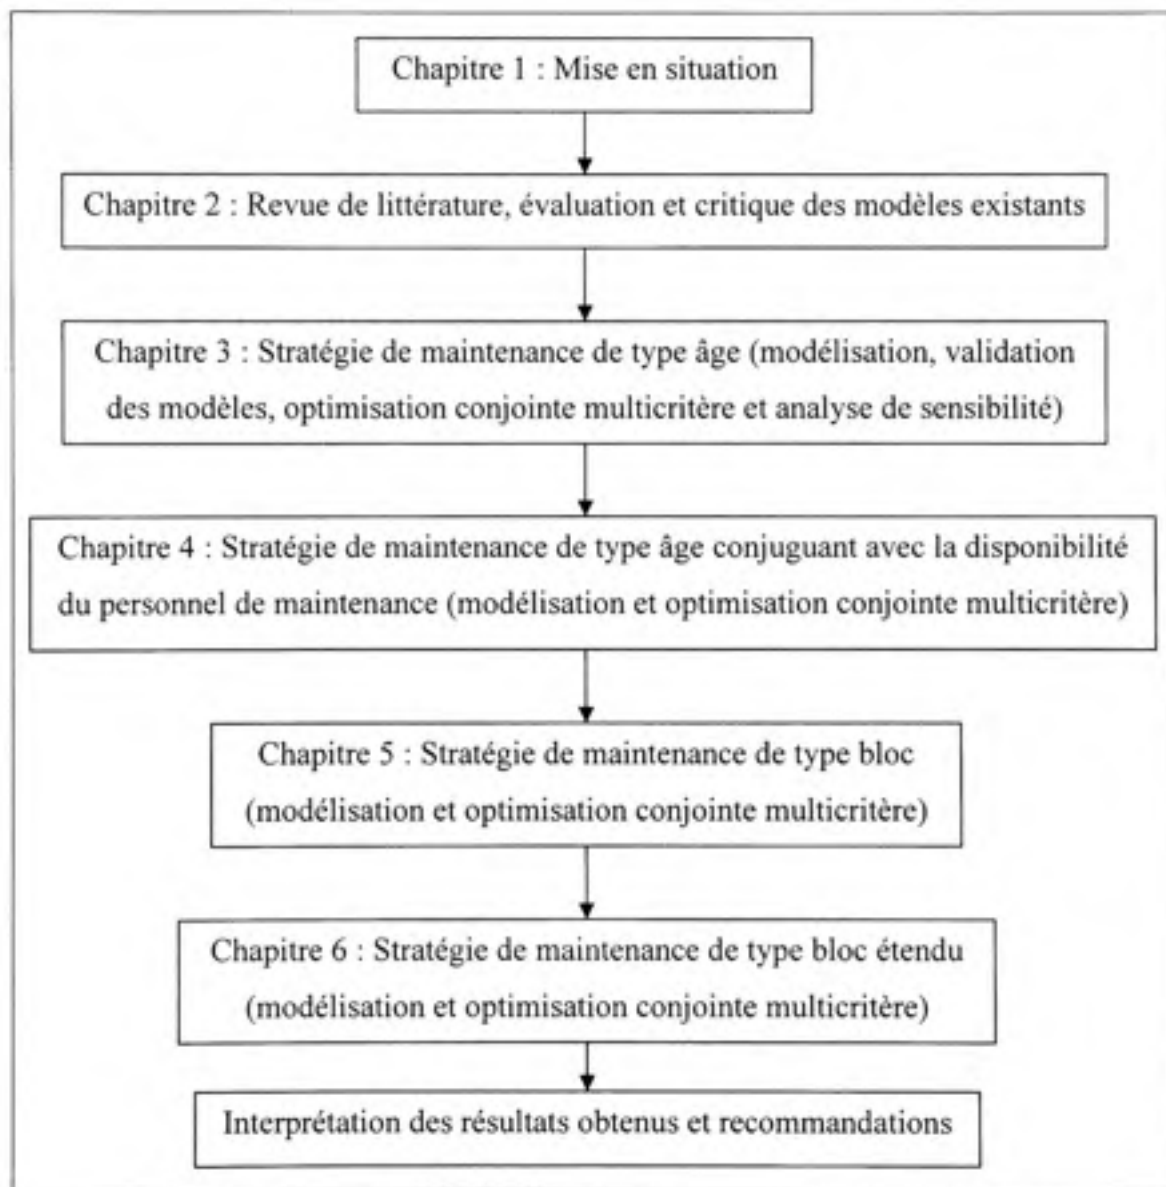 Chapitre 1 : Mise en situation
Chapitre 2 : Revue de littérature, évaluation et critique des modèles existants
Chapitre 3 : Stratégie de maintenance de type âge (modélisation, validation
des modèles, optimisation conjointe multicritère et analyse de sensibilité)
Chapitre 4 : Stratégie de maintenance de type âge conjuguant avec la disponibilité
du personnel de maintenance (modélisation et optimisation conjointe multicritère)
Chapitre 5 : Stratégie de maintenance de type bloc
(modélisation et optimisation conjointe multicritère)
Chapitre 6 : Stratégie de maintenance de type bloc étendu
(modélisation et optimisation conjointe multicritère)
Interprétation des résultats obtenus et recommandations